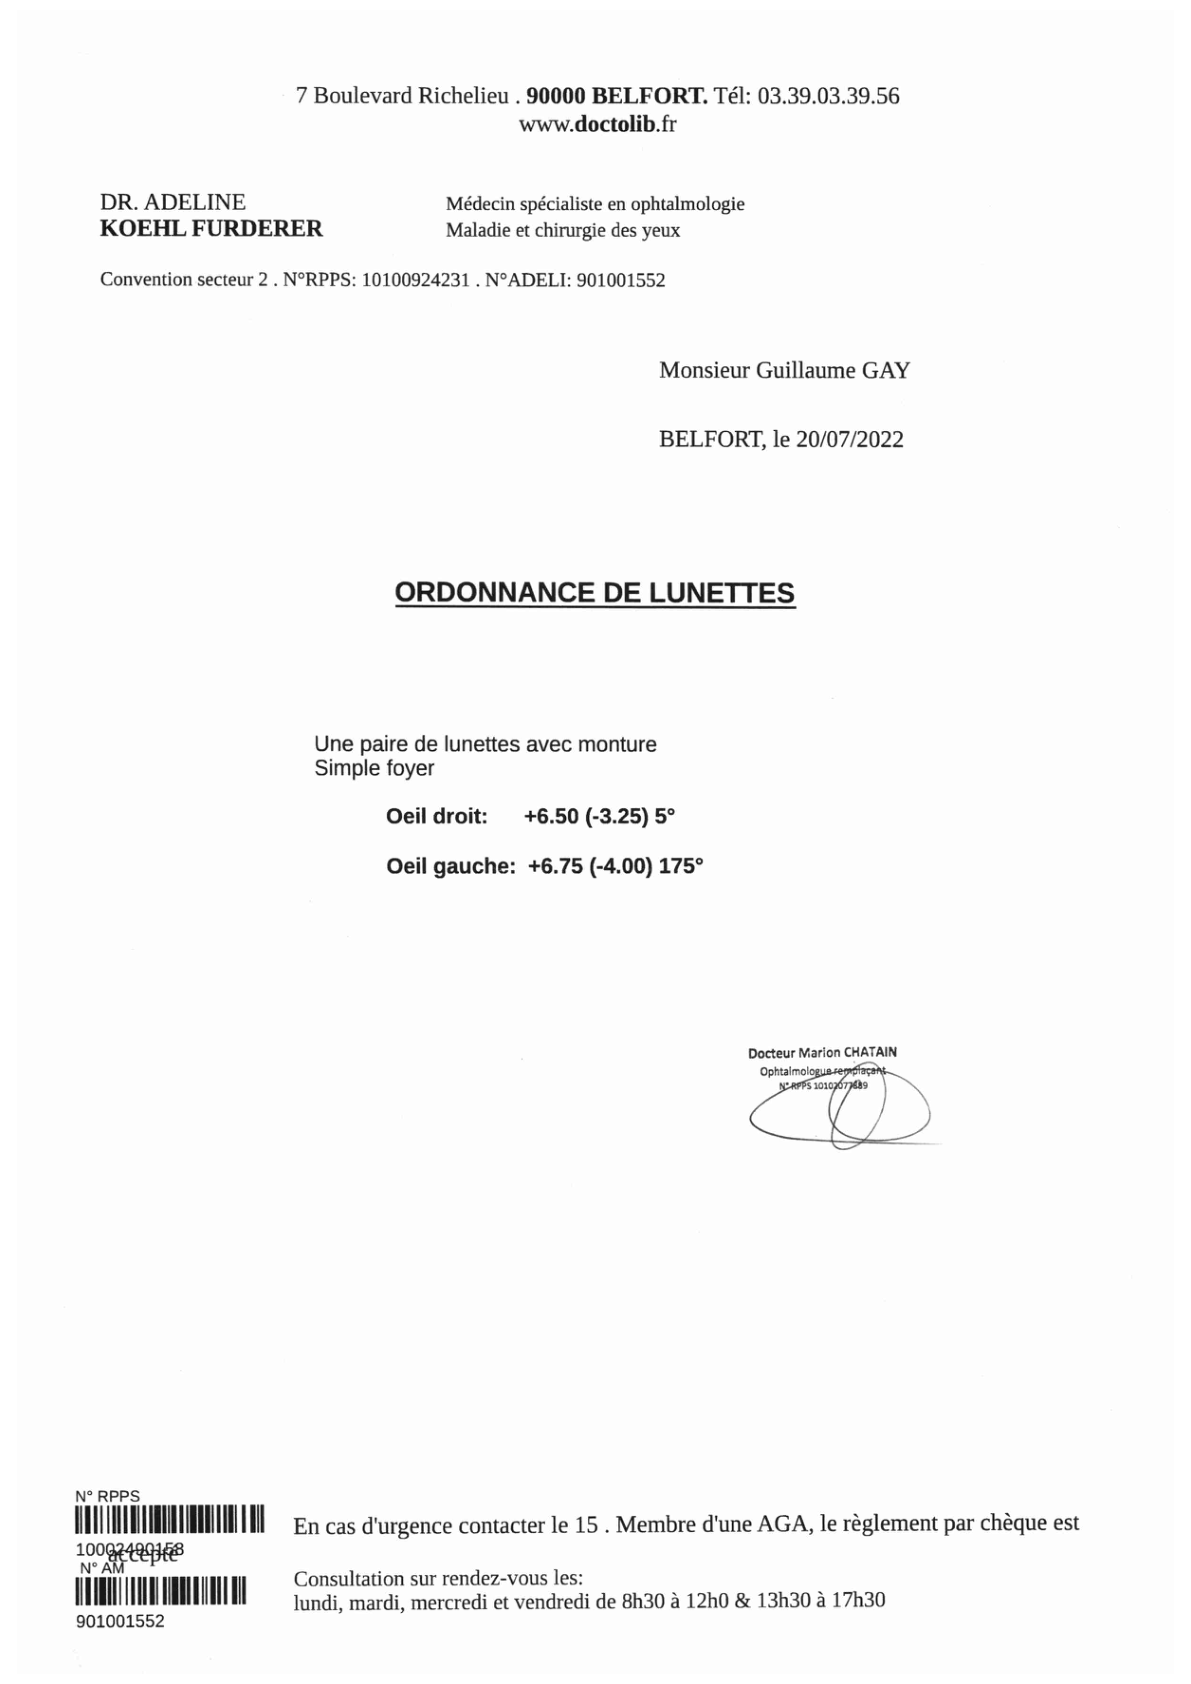 7 Boulevard Richelieu . 90000 BELFORT. Tél: 03.39.03.39.56
www.doctolib.fr
DR. ADELINE
KOEHL FURDERER
Médecin spécialiste en ophtalmologie
Maladie et chirurgie des yeux
Convention secteur 2 . N°RPPS: 10100924231 . N°ADELI: 901001552
Monsieur Guillaume GAY
BELFORT, le 20/07/2022
ORDONNANCE DE LUNETTES
Une paire de lunettes avec monture
Simple foyer
Oeil droit: +6.50 (-3.25) 5°
Oeil gauche: +6.75 (-4.00) 175°
Docteur Marion CHATAIN
Ophtalmologue remplaçant
N° RPPS
N° RPPS
En cas d'urgence contacter le 15 . Membre d'une AGA, le règlement par chèque est
accepté
N° AM
901001552
Consultation sur rendez-vous les:
lundi, mardi, mercredi et vendredi de 8h30 à 12h0 & 13h30 à 17h30